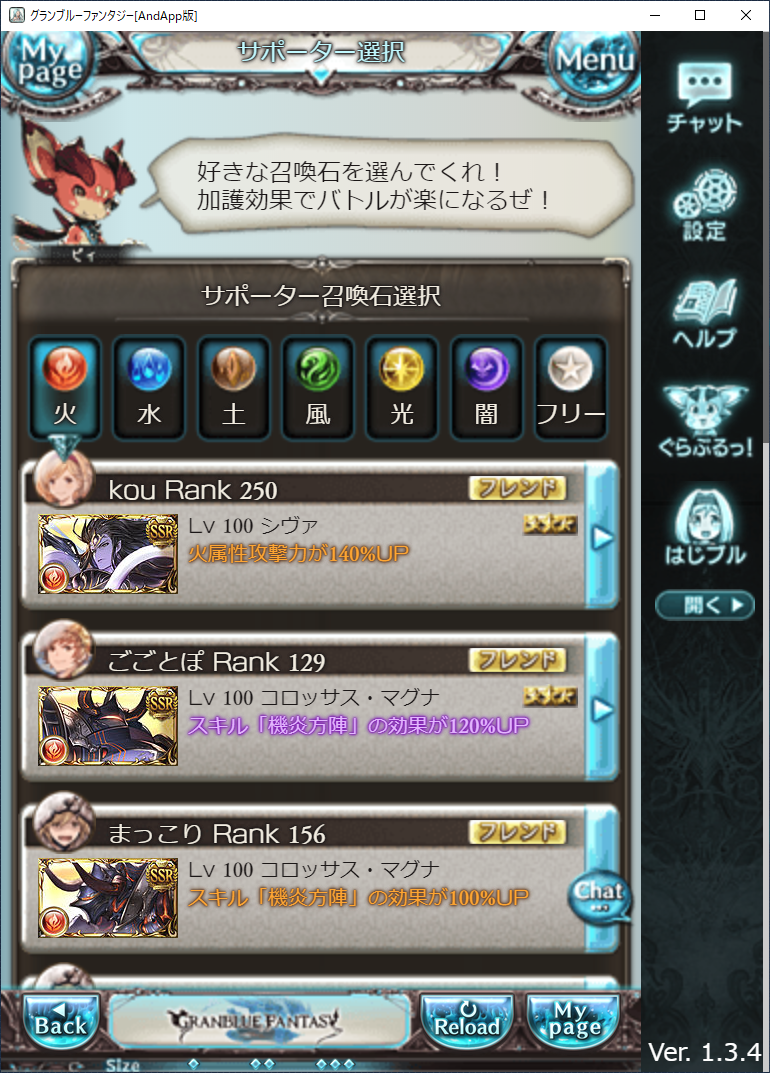 グランブルーファンタジー[AndApp版]
My page
サポーター選択
Menu
チャット
設定
ヘルプ
ぐらぶるっ!
はじブル
開く
好きな召喚石を選んでくれ!
加護効果でバトルが楽になるぜ!
ビィ
サポーター召喚石選択
火 水 土 風 光 闇 フリー
kou Rank 250 フレンド
SSR
Lv 100 シヴァ
火属性攻撃力が140%UP
ごごとぽ Rank 129 フレンド
SSR
Lv 100 コロッサス・マグナ
スキル「機炎方陣」の効果が120%UP
まっこり Rank 156 フレンド
SSR
Lv 100 コロッサス・マグナ
スキル「機炎方陣」の効果が100%UP
Chat
Back
GRANBLUE FANTASY
Reload
My page
Size
Ver. 1.3.4